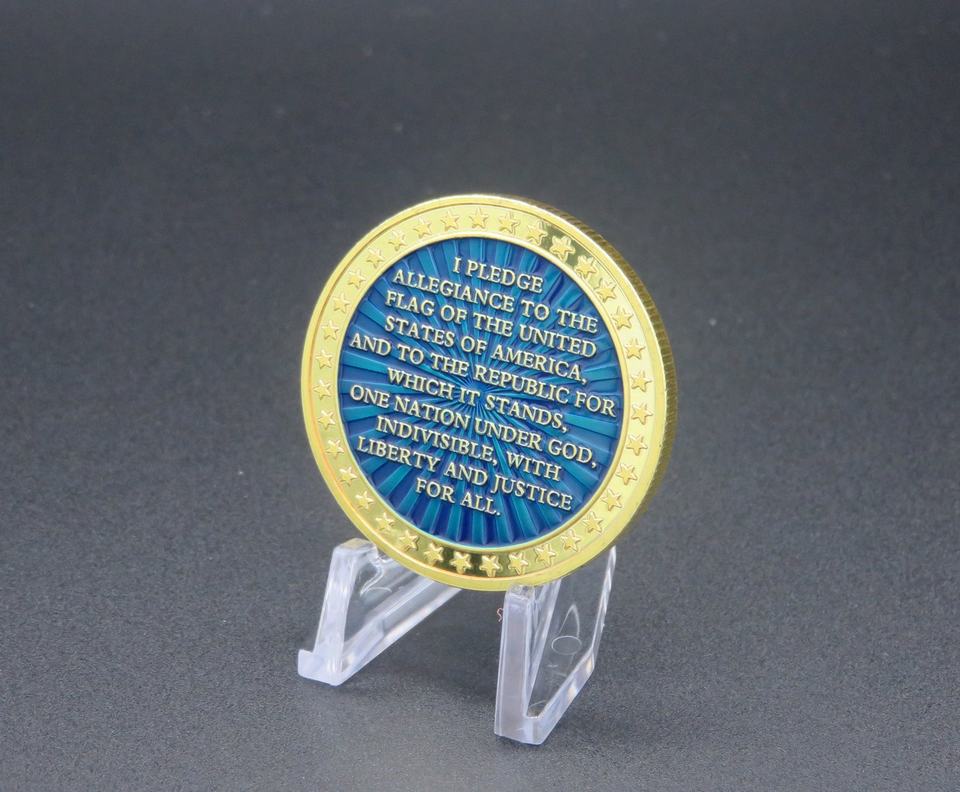 I PLEDGE
ALLEGIANCE TO THE
FLAG OF THE UNITED
STATES OF AMERICA,
AND TO THE REPUBLIC FOR
WHICH IT STANDS,
ONE NATION UNDER GOD,
INDIVISIBLE, WITH
LIBERTY AND JUSTICE
FOR ALL.